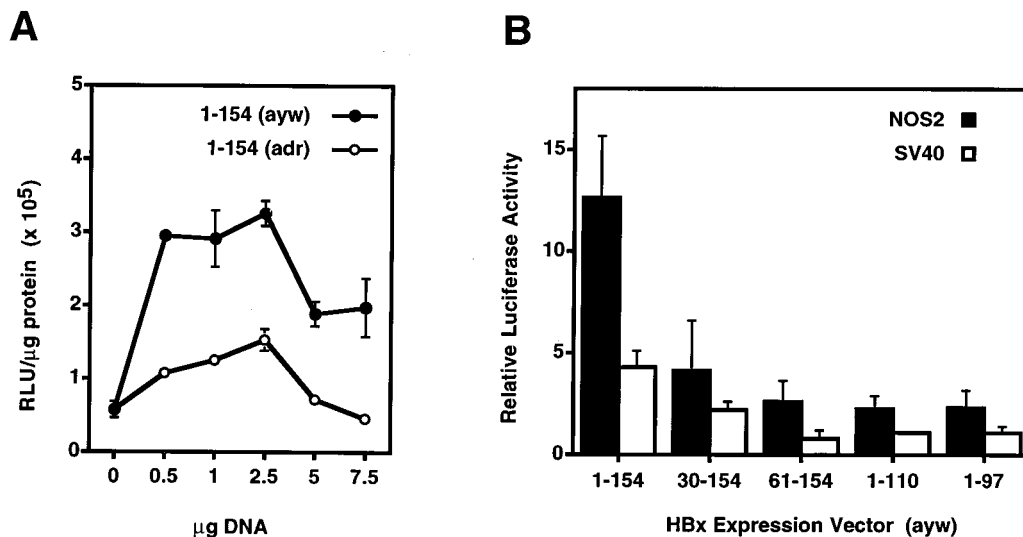 A
5
4
3
2
1
0
RLU/μg protein (x 10⁵)
1-154 (ayw)
1-154 (adr)
0 0.5 1 2.5 5 7.5
μg DNA
B
15
10
5
0
Relative Luciferase Activity
NOS2
SV40
1-154 30-154 61-154 1-110 1-97
HBx Expression Vector (ayw)